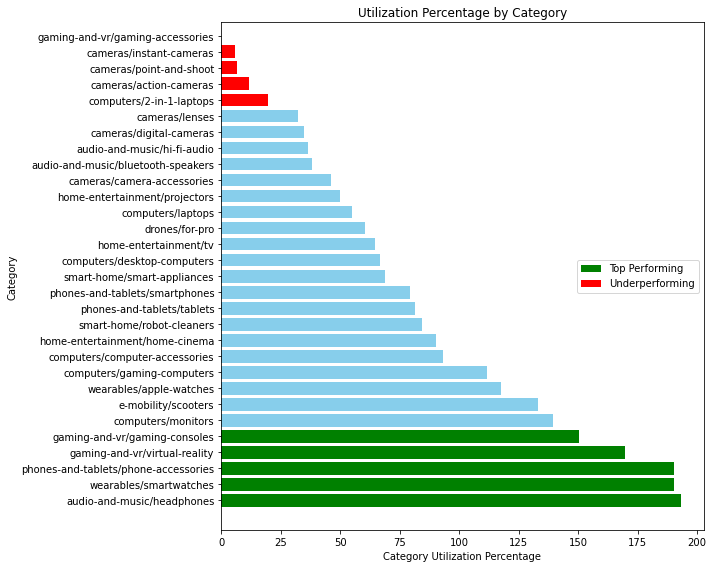 Utilization Percentage by Category
gaming-and-vr/gaming-accessories
cameras/instant-cameras
cameras/point-and-shoot
cameras/action-cameras
computers/2-in-1-laptops
cameras/lenses
cameras/digital-cameras
audio-and-music/hi-fi-audio
audio-and-music/bluetooth-speakers
cameras/camera-accessories
home-entertainment/projectors
computers/laptops
drones/for-pro
home-entertainment/tv
computers/desktop-computers
smart-home/smart-appliances
phones-and-tablets/smartphones
phones-and-tablets/tablets
smart-home/robot-cleaners
home-entertainment/home-cinema
computers/computer-accessories
computers/gaming-computers
wearables/apple-watches
e-mobility/scooters
computers/monitors
gaming-and-vr/gaming-consoles
gaming-and-vr/virtual-reality
phones-and-tablets/phone-accessories
wearables/smartwatches
audio-and-music/headphones
Category
Top Performing
Underperforming
0 25 50 75 100 125 150 175 200
Category Utilization Percentage